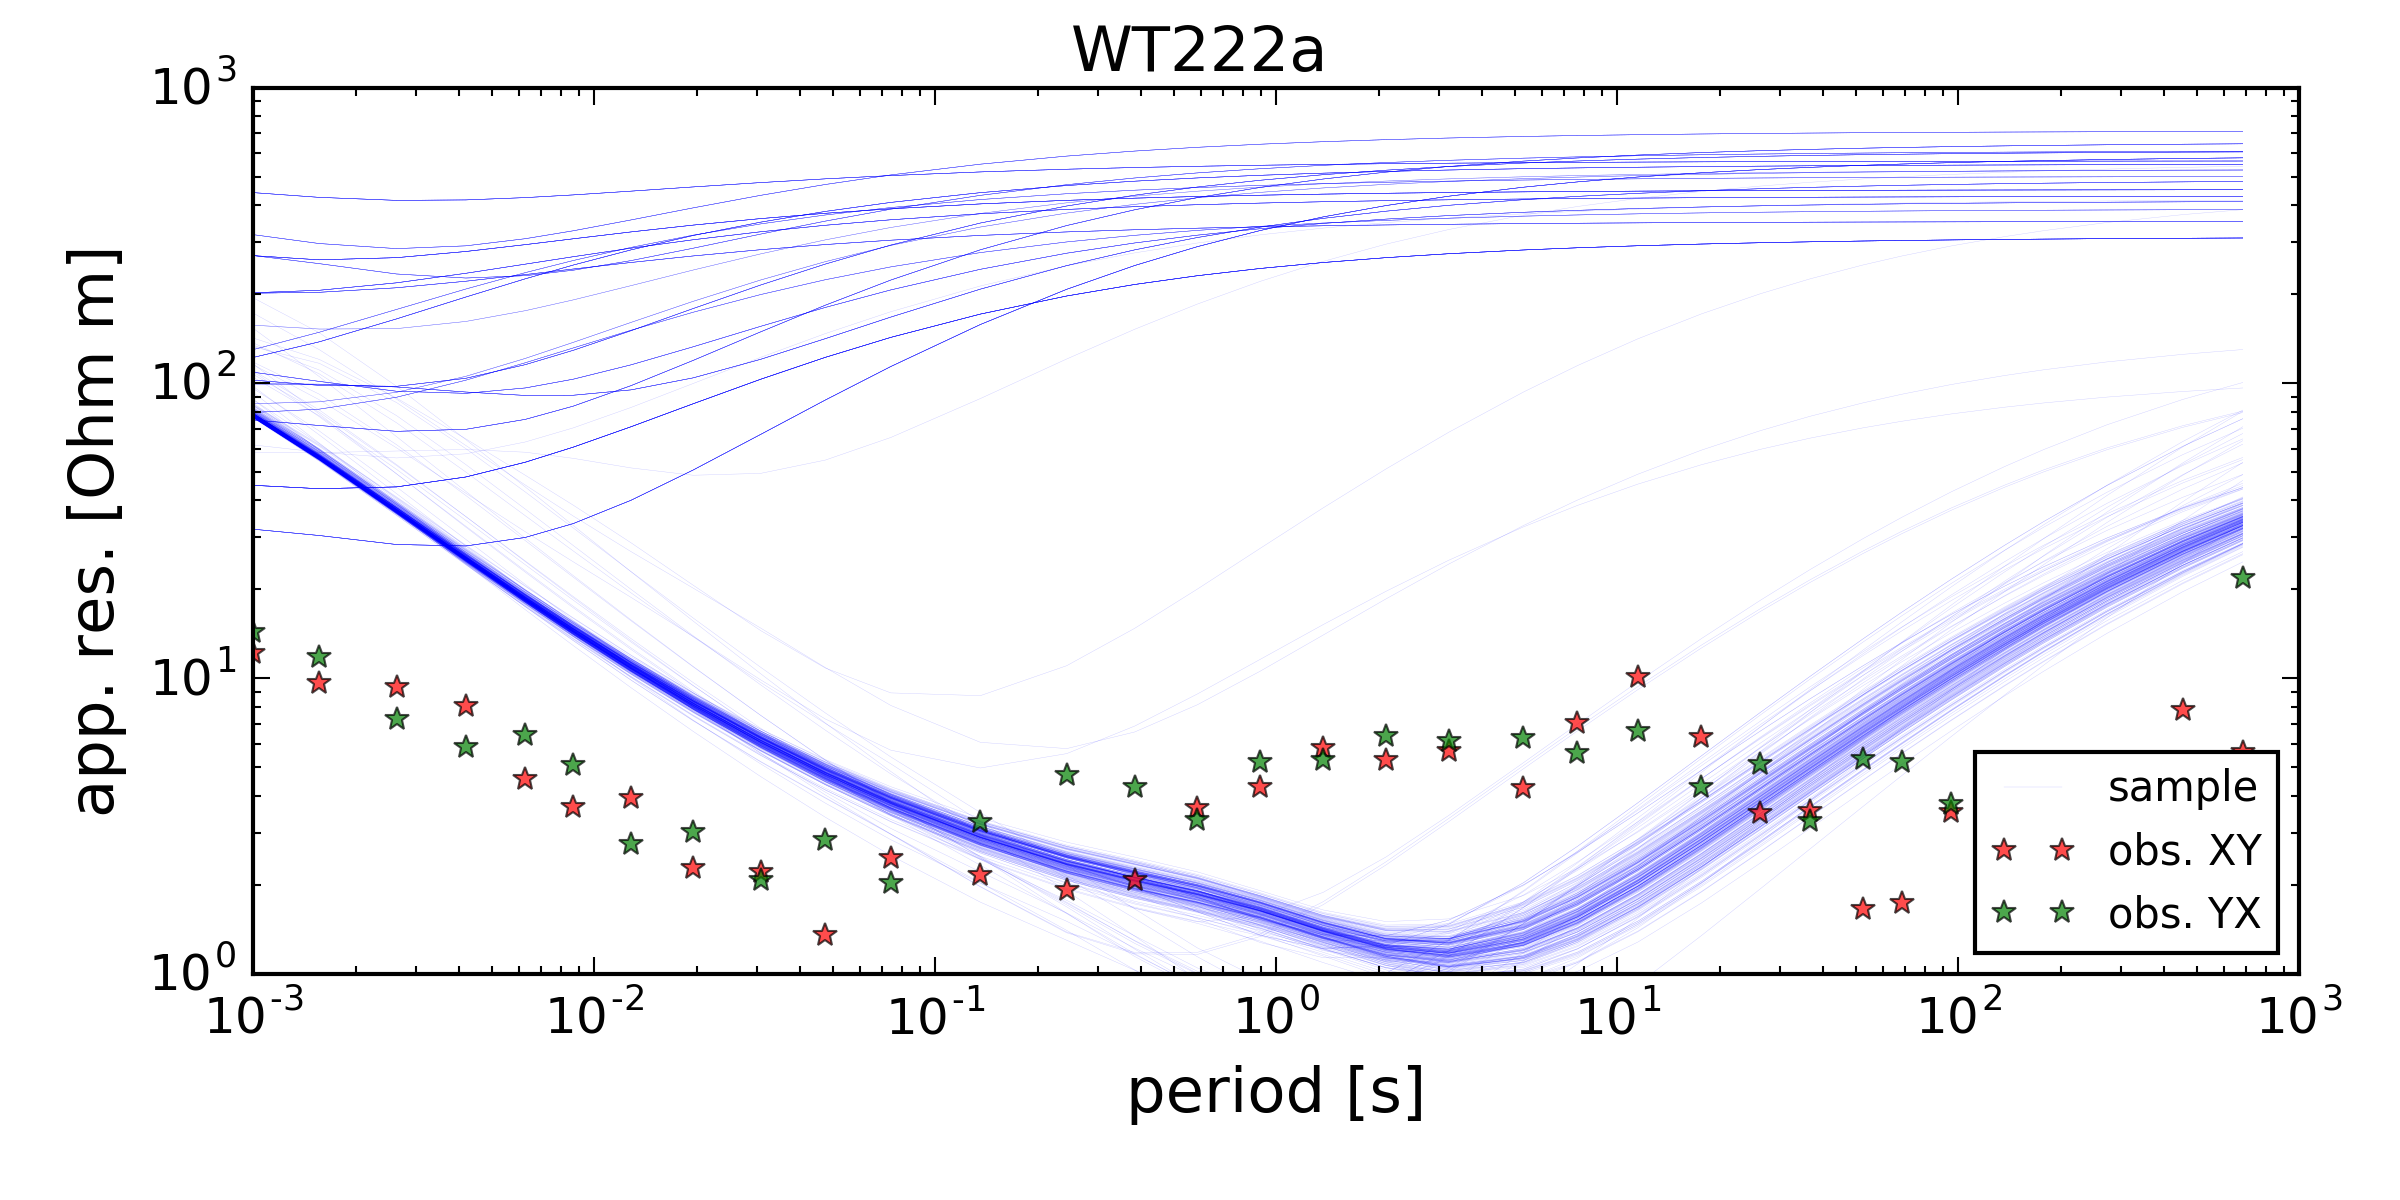 WT222a
app. res. [Ohm m]
10^3
10^2
10^1
10^0
10^-3 10^-2 10^-1 10^0 10^1 10^2 10^3
period [s]
sample
obs. XY
obs. YX